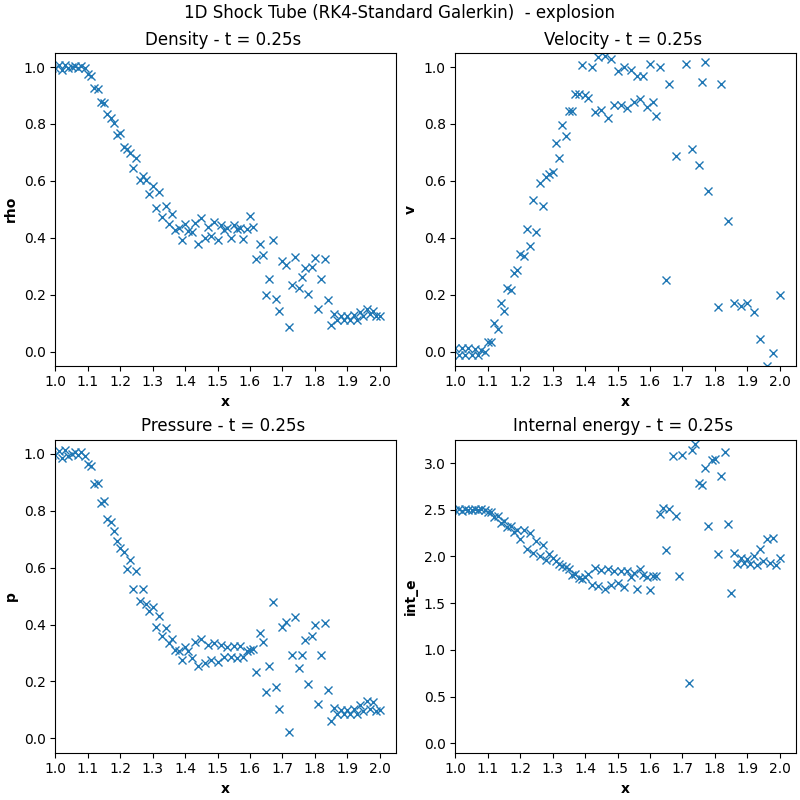 1D Shock Tube (RK4-Standard Galerkin)  - explosion
Density - t = 0.25s
Velocity - t = 0.25s
1.0
0.8
0.6
0.4
0.2
0.0
rho
1.0 1.1 1.2 1.3 1.4 1.5 1.6 1.7 1.8 1.9 2.0
x
1.0
0.8
0.6
0.4
0.2
0.0
v
1.0 1.1 1.2 1.3 1.4 1.5 1.6 1.7 1.8 1.9 2.0
x
Pressure - t = 0.25s
Internal energy - t = 0.25s
1.0
0.8
0.6
0.4
0.2
0.0
p
1.0 1.1 1.2 1.3 1.4 1.5 1.6 1.7 1.8 1.9 2.0
x
3.0
2.5
2.0
1.5
1.0
0.5
0.0
int_e
1.0 1.1 1.2 1.3 1.4 1.5 1.6 1.7 1.8 1.9 2.0
x